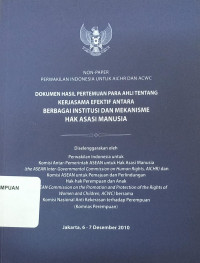 NON-PAPER
PERWAKILAN INDONESIA UNTUK AICHR DAN ACWC
DOKUMEN HASIL PERTEMUAN PARA AHLI TENTANG
KERJASAMA EFEKTIF ANTARA
BERBAGAI INSTITUSI DAN MEKANISME
HAK ASASI MANUSIA
Diselenggarakan oleh
Perwakilan Indonesia untuk
Komisi Antar Pemerintah ASEAN untuk Hak Asasi Manusia
(the ASEAN Inter-Governmental Commission on Human Rights, AICHR) dan
Komisi ASEAN untuk Pemajuan dan Perlindungan
Hak-hak Perempuan dan Anak
ASEAN Commission on the Promotion and Protection of the Rights of
Women and Children, ACWC) bersama
Komisi Nasional Anti Kekerasan terhadap Perempuan
(Komnas Perempuan)
MPUAN
Jakarta, 6 - 7 Desember 2010